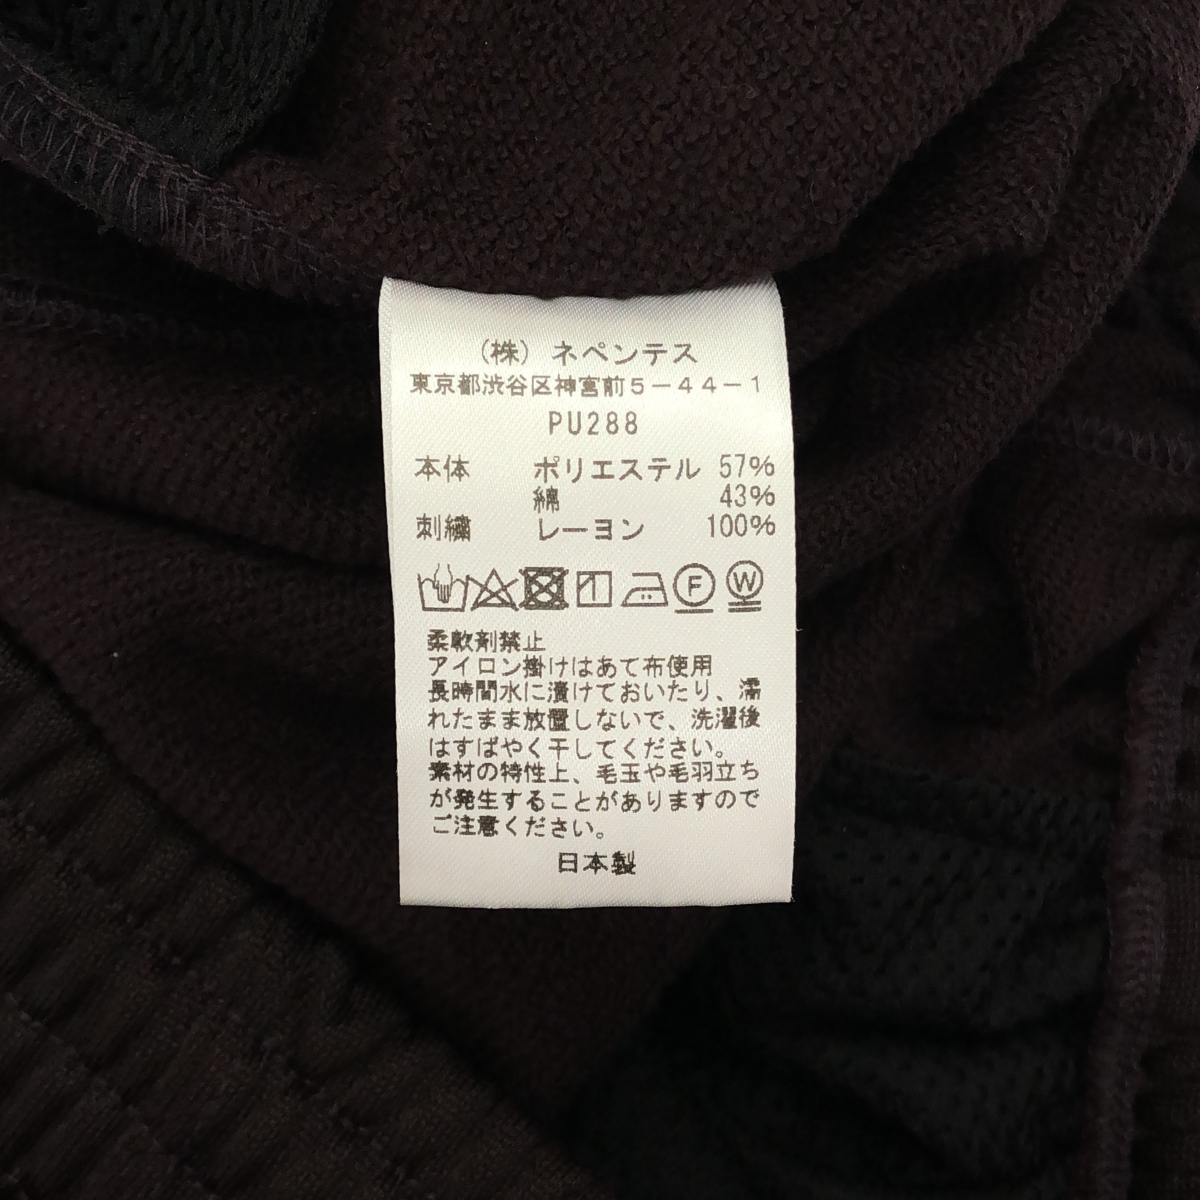 (株) ネペンテス
東京都渋谷区神宮前5-44-1
PU288
本体 ポリエステル 57%
綿 43%
刺繍 レーヨン 100%
F W
柔軟剤禁止
アイロン掛けはあて布使用
長時間水に漬けておいたり、濡
れたまま放置しないで、洗濯後
はすばやく干してください。
素材の特性上、毛玉や毛羽立ち
が発生することがありますので
ご注意ください。
日本製